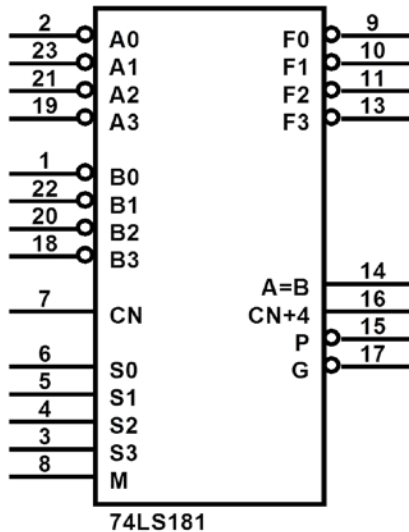 2 A0 F0 9
23 A1 F1 10
21 A2 F2 11
19 A3 F3 13
1 B0
22 B1
20 B2
18 B3
A=B 14
7 CN CN+4 16
P 15
6 S0 G 17
5 S1
4 S2
3 S3
8 M
74LS181